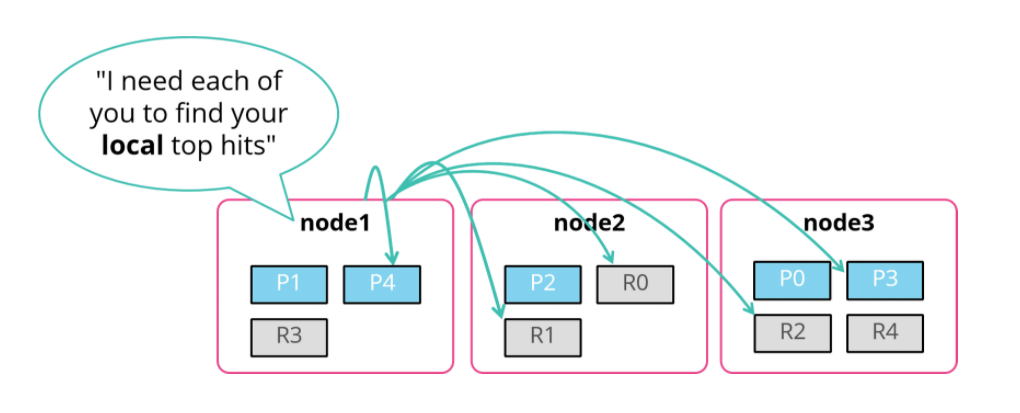 "I need each of
you to find your
local top hits"
node1
P1 P4
R3
node2
P2 R0
R1
node3
P0 P3
R2 R4